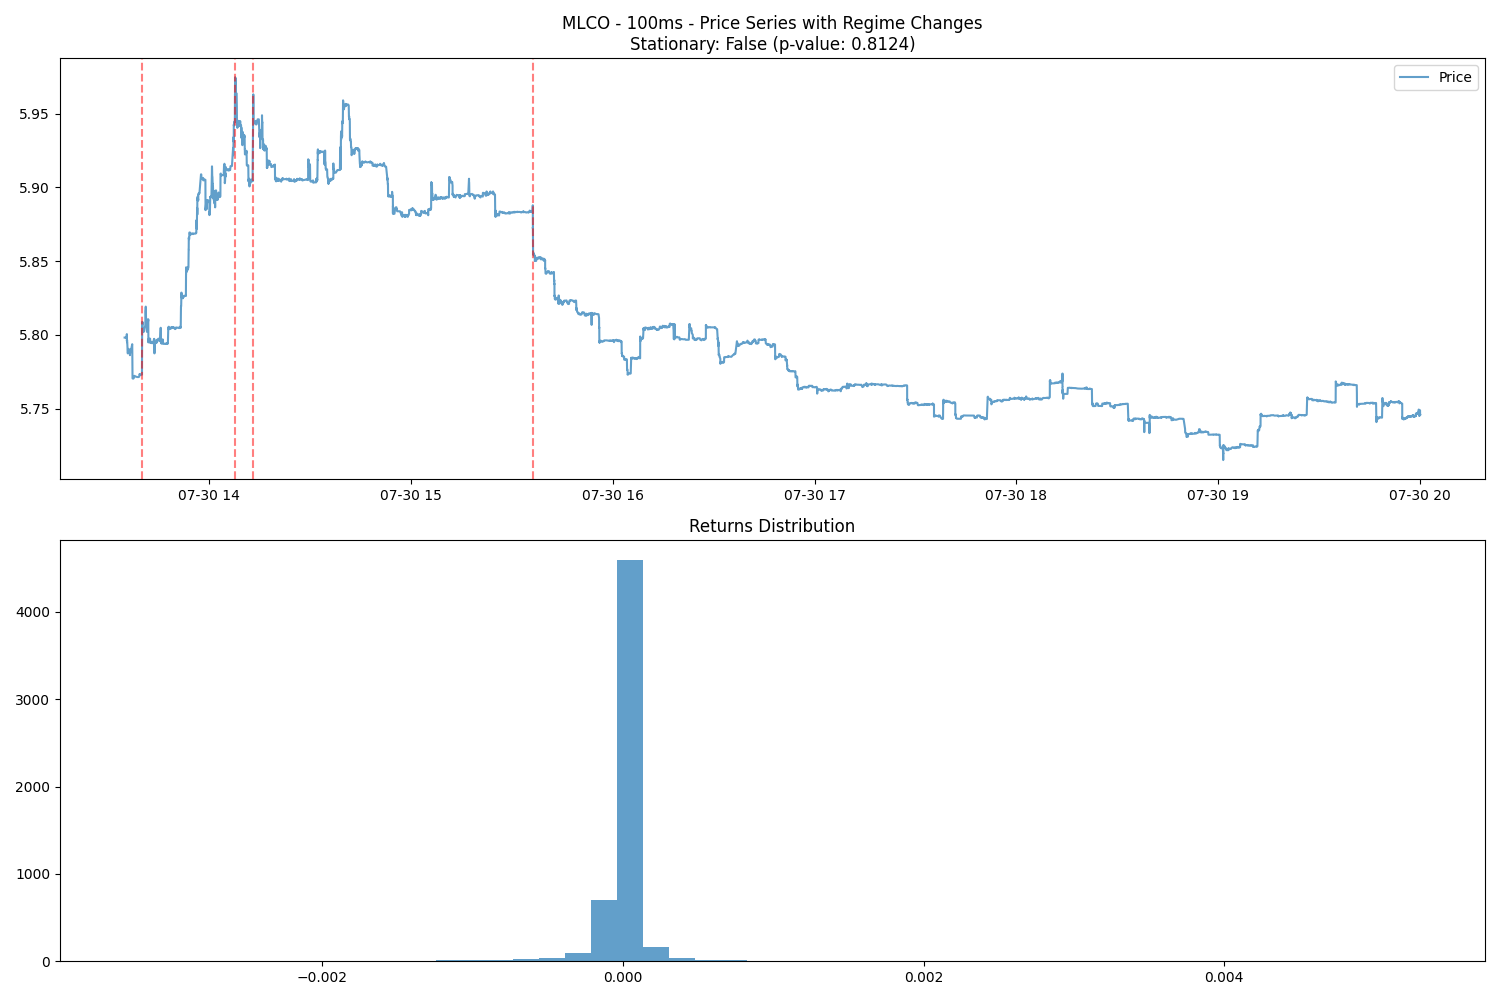 MLCO - 100ms - Price Series with Regime Changes
Stationary: False (p-value: 0.8124)
Price
5.95
5.90
5.85
5.80
5.75
07-30 14 07-30 15 07-30 16 07-30 17 07-30 18 07-30 19 07-30 20
Returns Distribution
4000
3000
2000
1000
0
−0.002 0.000 0.002 0.004